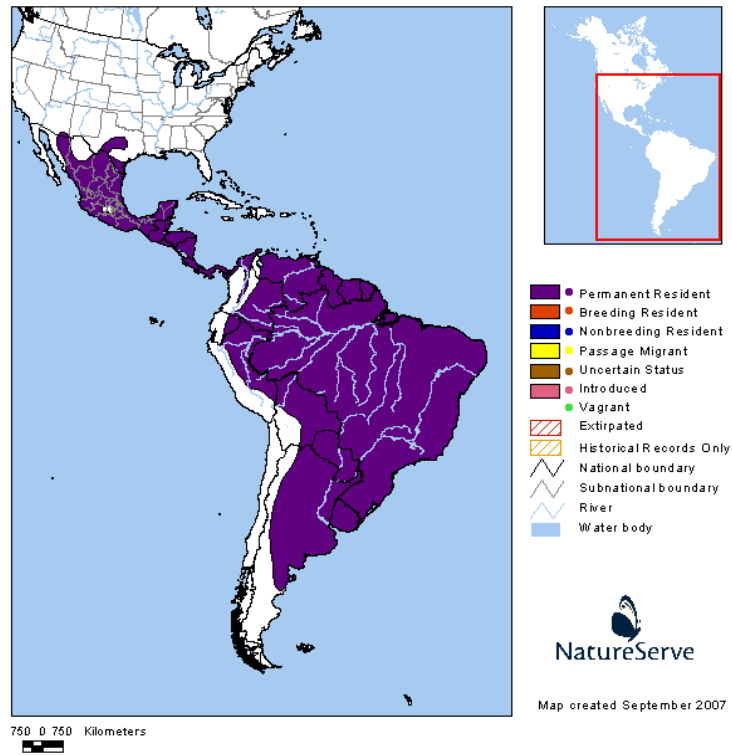 Permanent Resident
Breeding Resident
Nonbreeding Resident
Passage Migrant
Uncertain Status
Introduced
Vagrant
Extirpated
Historical Records Only
National boundary
Subnational boundary
River
Water body
NatureServe
Map created September 2007
750 0 750 Kilometers